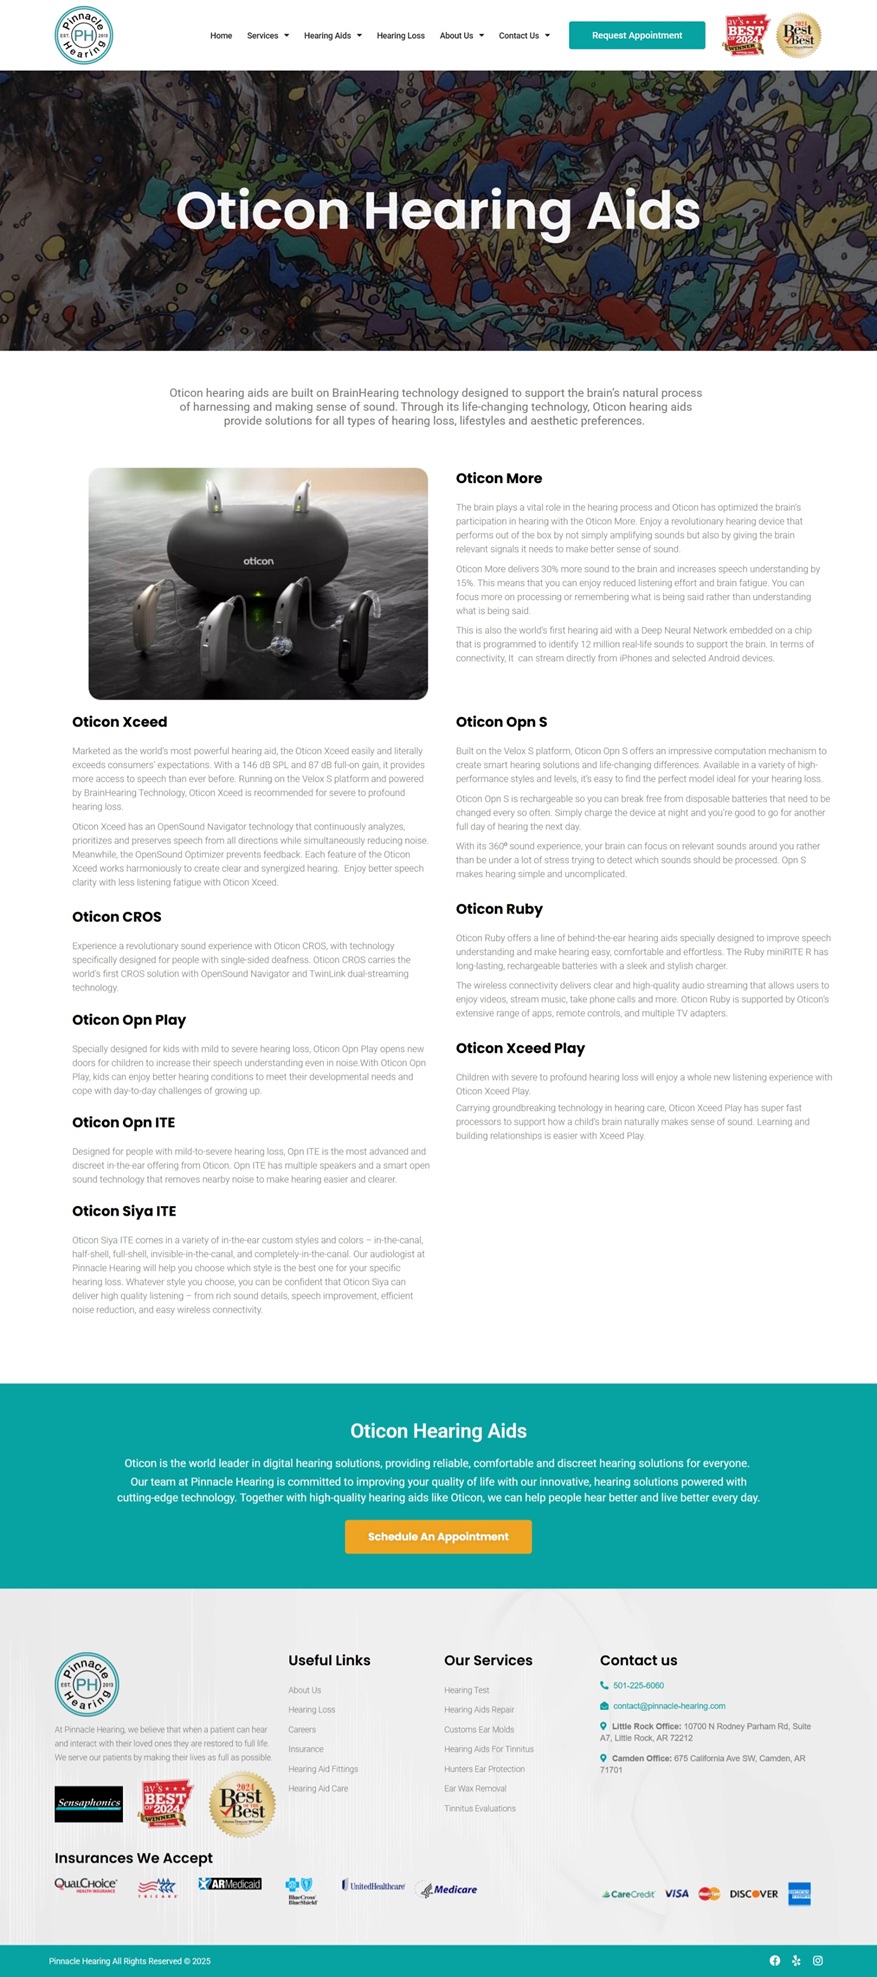 Pinnacle
EST. PH 2013
Hearing
Home Services Hearing Aids Hearing Loss About Us Contact Us Request Appointment
BEST
OF 2024
WINNER
2024
Best
Best
Oticon Hearing Aids
Oticon hearing aids are built on BrainHearing technology designed to support the brain's natural process
of harnessing and making sense of sound. Through its life-changing technology, Oticon hearing aids
provide solutions for all types of hearing loss, lifestyles and aesthetic preferences.
oticon
Oticon More
The brain plays a vital role in the hearing process and Oticon has optimized the brain's
participation in hearing with the Oticon More. Enjoy a revolutionary hearing device that
performs out of the box by not simply amplifying sounds but also by giving the brain
relevant signals it needs to make better sense of sound.
Oticon More delivers 30% more sound to the brain and increases speech understanding by
15%. This means that you can enjoy reduced listening effort and brain fatigue. You can
focus more on processing or remembering what is being said rather than understanding
what is being said.
This is also the world's first hearing aid with a Deep Neural Network embedded on a chip
that is programmed to identify 12 million real-life sounds to support the brain. In terms of
connectivity, It can stream directly from iPhones and selected Android devices.
Oticon Xceed
Marketed as the world's most powerful hearing aid, the Oticon Xceed easily and literally
exceeds consumers' expectations. With a 146 dB SPL and 87 dB full-on gain, it provides
more access to speech than ever before. Running on the Velox S platform and powered
by BrainHearing Technology, Oticon Xceed is recommended for severe to profound
hearing loss.
Oticon Xceed has an OpenSound Navigator technology that continuously analyzes,
prioritizes and preserves speech from all directions while simultaneously reducing noise.
Meanwhile, the OpenSound Optimizer prevents feedback. Each feature of the Oticon
Xceed works harmoniously to create clear and synergized hearing. Enjoy better speech
clarity with less listening fatigue with Oticon Xceed.
Oticon CROS
Experience a revolutionary sound experience with Oticon CROS, with technology
specifically designed for people with single-sided deafness. Oticon CROS carries the
world's first CROS solution with OpenSound Navigator and TwinLink dual-streaming
technology.
Oticon Opn Play
Specially designed for kids with mild to severe hearing loss, Oticon Opn Play opens new
doors for children to increase their speech understanding even in noise.With Oticon Opn
Play, kids can enjoy better hearing conditions to meet their developmental needs and
cope with day-to-day challenges of growing up.
Oticon Opn ITE
Designed for people with mild-to-severe hearing loss, Opn ITE is the most advanced and
discreet in-the-ear offering from Oticon. Opn ITE has multiple speakers and a smart open
sound technology that removes nearby noise to make hearing easier and clearer.
Oticon Siya ITE
Oticon Siya ITE comes in a variety of in-the-ear custom styles and colors – in-the-canal,
half-shell, full-shell, invisible-in-the-canal, and completely-in-the-canal. Our audiologist at
Pinnacle Hearing will help you choose which style is the best one for your specific
hearing loss. Whatever style you choose, you can be confident that Oticon Siya can
deliver high quality listening – from rich sound details, speech improvement, efficient
noise reduction, and easy wireless connectivity.
Oticon Opn S
Built on the Velox S platform, Oticon Opn S offers an impressive computation mechanism to
create smart hearing solutions and life-changing differences. Available in a variety of high-
performance styles and levels, it's easy to find the perfect model ideal for your hearing loss.
Oticon Opn S is rechargeable so you can break free from disposable batteries that need to be
changed every so often. Simply charge the device at night and you're good to go for another
full day of hearing the next day.
With its 360º sound experience, your brain can focus on relevant sounds around you rather
than be under a lot of stress trying to detect which sounds should be processed. Opn S
makes hearing simple and uncomplicated.
Oticon Ruby
Oticon Ruby offers a line of behind-the-ear hearing aids specially designed to improve speech
understanding and make hearing easy, comfortable and effortless. The Ruby miniRITE R has
long-lasting, rechargeable batteries with a sleek and stylish charger.
The wireless connectivity delivers clear and high-quality audio streaming that allows users to
enjoy videos, stream music, take phone calls and more. Oticon Ruby is supported by Oticon's
extensive range of apps, remote controls, and multiple TV adapters.
Oticon Xceed Play
Children with severe to profound hearing loss will enjoy a whole new listening experience with
Oticon Xceed Play.
Carrying groundbreaking technology in hearing care, Oticon Xceed Play has super fast
processors to support how a child's brain naturally makes sense of sound. Learning and
building relationships is easier with Xceed Play.
Oticon Hearing Aids
Oticon is the world leader in digital hearing solutions, providing reliable, comfortable and discreet hearing solutions for everyone.
Our team at Pinnacle Hearing is committed to improving your quality of life with our innovative, hearing solutions powered with
cutting-edge technology. Together with high-quality hearing aids like Oticon, we can help people hear better and live better every day.
Schedule An Appointment
Pinnacle
EST. PH 2013
Hearing
At Pinnacle Hearing, we believe that when a patient can hear
and interact with their loved ones they are restored to full life.
We serve our patients by making their lives as full as possible.
Sensaphonics
BEST
OF 2024
WINNER
2024
Best
OF THE
Best
Useful Links
About Us
Hearing Loss
Careers
Insurance
Hearing Aid Fittings
Hearing Aid Care
Our Services
Hearing Test
Hearing Aids Repair
Customs Ear Molds
Hearing Aids For Tinnitus
Hunters Ear Protection
Ear Wax Removal
Tinnitus Evaluations
Contact us
501-225-6060
contact@pinnacle-hearing.com
Little Rock Office: 10700 N Rodney Parham Rd, Suite
A7, Little Rock, AR 72212
Camden Office: 675 California Ave SW, Camden, AR
71701
Insurances We Accept
QualChoice
HEALTH INSURANCE
TRICARE
ARMedicaid
BlueCross
BlueShield
UnitedHealthcare
Medicare
CareCredit
VISA
MasterCard
DISCOVER
Pinnacle Hearing All Rights Reserved © 2025